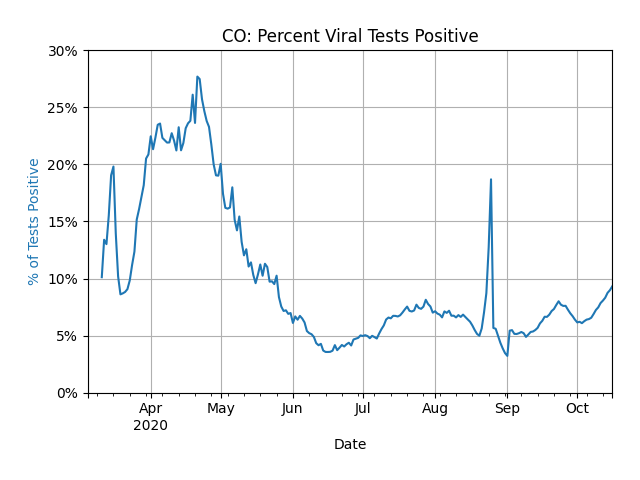 CO: Percent Viral Tests Positive
30%
25%
20%
15%
10%
5%
0%
% of Tests Positive
Apr May Jun Jul Aug Sep Oct
2020
Date